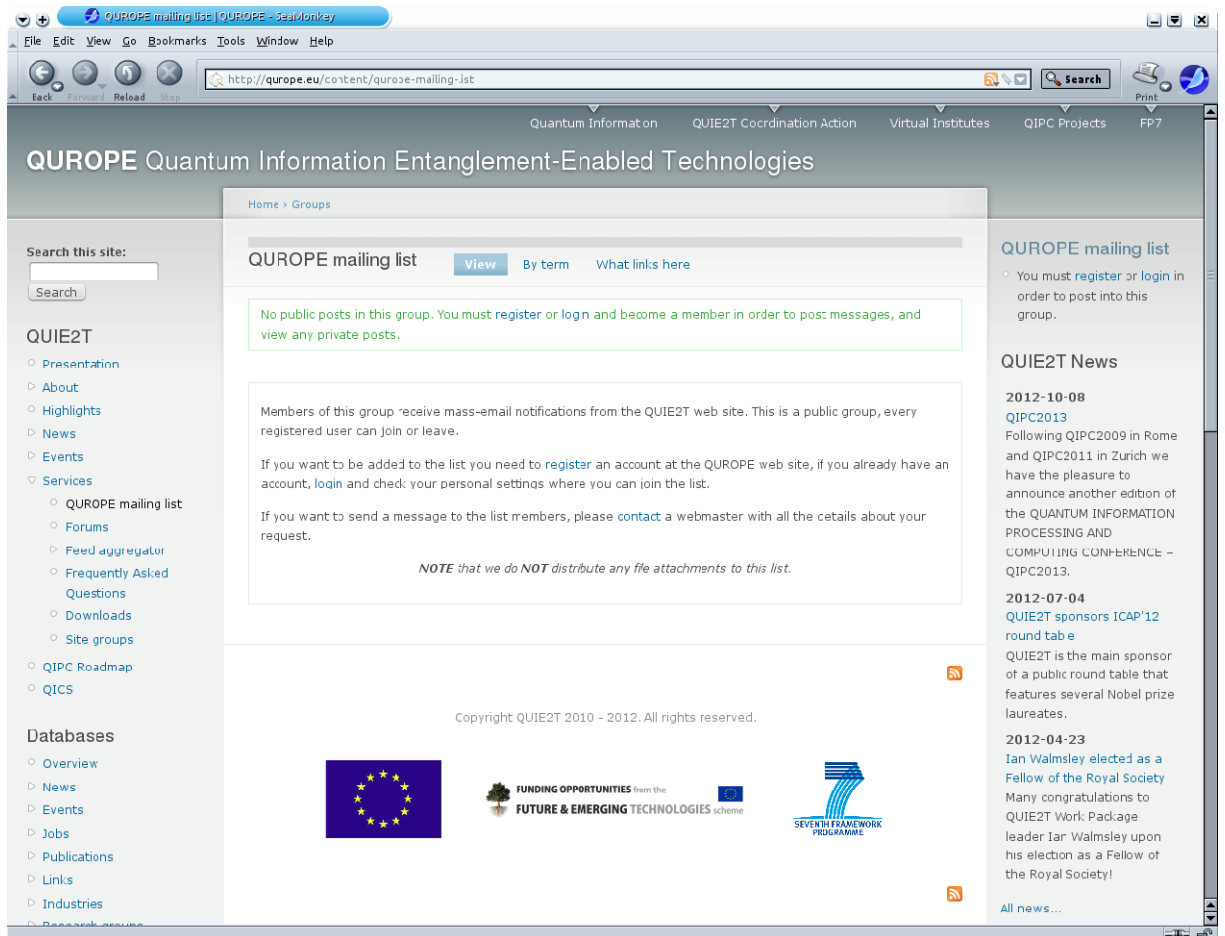 QUROPE mailing list | QUROPE - SeaMonkey
File Edit View Go Bookmarks Tools Window Help
Back Forward Reload Stop
http://qurope.eu/content/qurope-mailing-list
Search
Print
Quantum Information QUIE2T Coordination Action Virtual Institutes QIPC Projects FP7
QUROPE Quantum Information Entanglement-Enabled Technologies
Home › Groups
Search this site:
Search
QUIE2T
Presentation
About
Highlights
News
Events
Services
QUROPE mailing list
Forums
Feed aggregator
Frequently Asked
Questions
Downloads
Site groups
QIPC Roadmap
QICS
Databases
Overview
News
Events
Jobs
Publications
Links
Industries
Research groups
QUROPE mailing list View By term What links here
No public posts in this group. You must register or login and become a member in order to post messages, and
view any private posts.
Members of this group receive mass-email notifications from the QUIE2T web site. This is a public group, every
registered user can join or leave.
If you want to be added to the list you need to register an account at the QUROPE web site, if you already have an
account, login and check your personal settings where you can join the list.
If you want to send a message to the list members, please contact a webmaster with all the details about your
request.
NOTE that we do NOT distribute any file attachments to this list.
Copyright QUIE2T 2010 - 2012. All rights reserved.
FUNDING OPPORTUNITIES from the
FUTURE & EMERGING TECHNOLOGIES scheme
SEVENTH FRAMEWORK
PROGRAMME
QUROPE mailing list
You must register or login in
order to post into this
group.
QUIE2T News
2012-10-08
QIPC2013
Following QIPC2009 in Rome
and QIPC2011 in Zurich we
have the pleasure to
announce another edition of
the QUANTUM INFORMATION
PROCESSING AND
COMPUTING CONFERENCE –
QIPC2013.
2012-07-04
QUIE2T sponsors ICAP'12
round table
QUIE2T is the main sponsor
of a public round table that
features several Nobel prize
laureates.
2012-04-23
Ian Walmsley elected as a
Fellow of the Royal Society
Many congratulations to
QUIE2T Work Package
leader Ian Walmsley upon
his election as a Fellow of
the Royal Society!
All news...